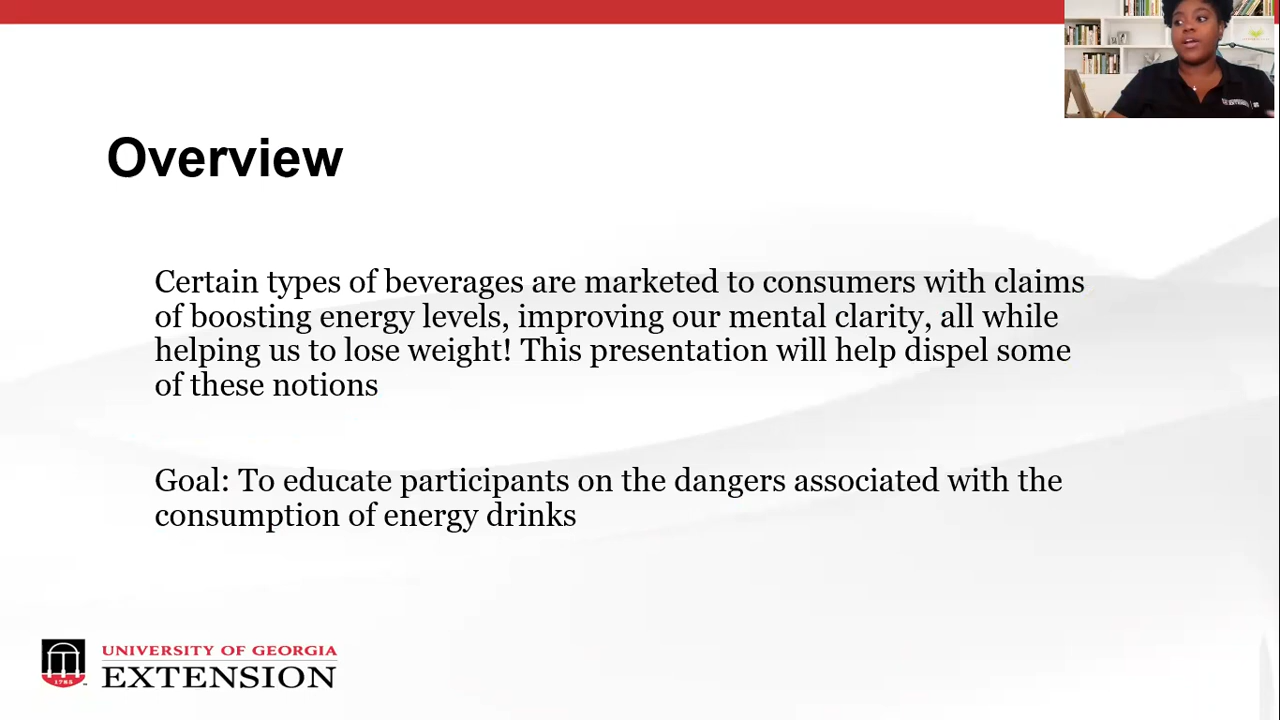 Overview
Certain types of beverages are marketed to consumers with claims
of boosting energy levels, improving our mental clarity, all while
helping us to lose weight! This presentation will help dispel some
of these notions
Goal: To educate participants on the dangers associated with the
consumption of energy drinks
1785
UNIVERSITY OF GEORGIA
EXTENSION